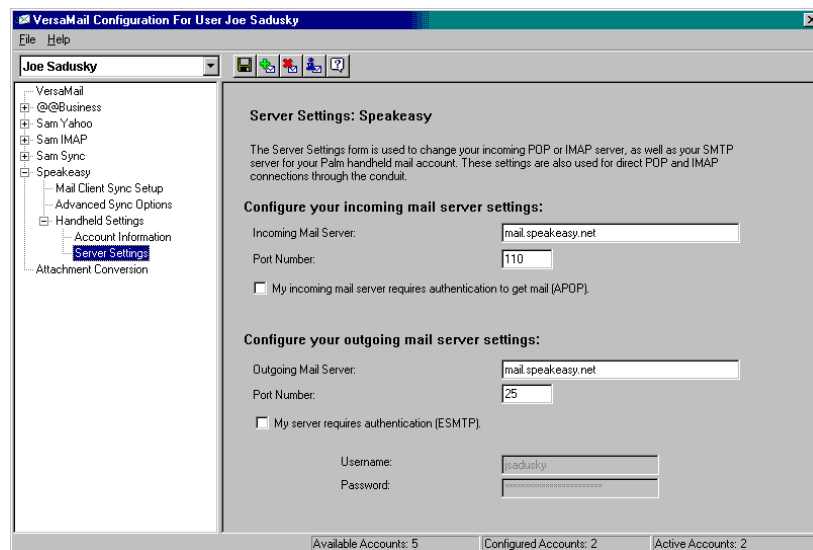 VersaMail Configuration For User Joe Sadusky
File Help
Joe Sadusky
VersaMail
@@Business
Sam Yahoo
Sam IMAP
Sam Sync
Speakeasy
Mail Client Sync Setup
Advanced Sync Options
Handheld Settings
Account Information
Server Settings
Attachment Conversion
Server Settings: Speakeasy
The Server Settings form is used to change your incoming POP or IMAP server, as well as your SMTP
server for your Palm handheld mail account. These settings are also used for direct POP and IMAP
connections through the conduit.
Configure your incoming mail server settings:
Incoming Mail Server: mail.speakeasy.net
Port Number: 110
My incoming mail server requires authentication to get mail (APOP).
Configure your outgoing mail server settings:
Outgoing Mail Server: mail.speakeasy.net
Port Number: 25
My server requires authentication (ESMTP).
Username: jsadusky
Password:
Available Accounts: 5 Configured Accounts: 2 Active Accounts: 2